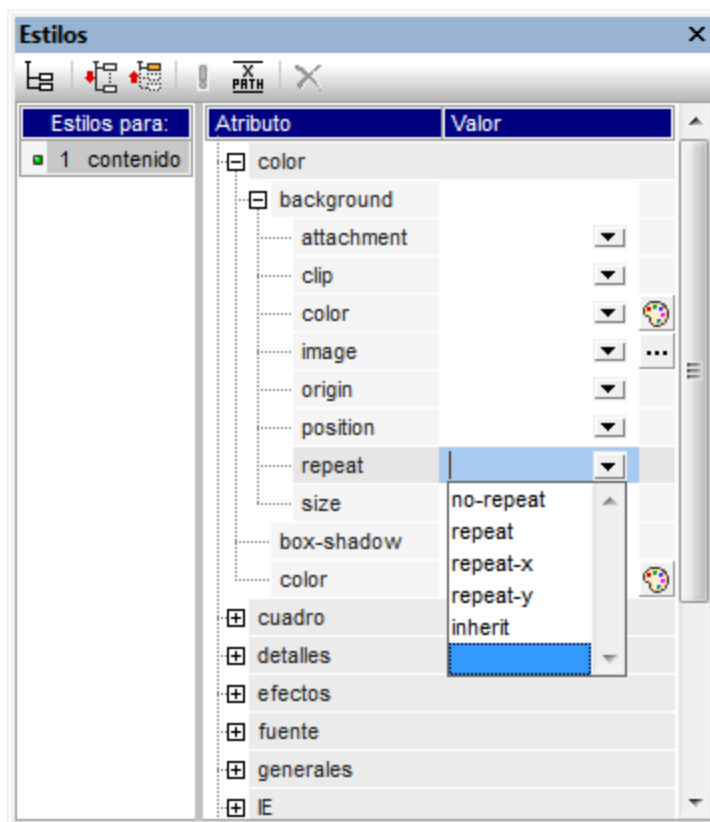 Estilos
X
PATH
Estilos para:
Atributo
Valor
1 contenido
color
background
attachment
clip
color
image
origin
position
repeat
size
no-repeat
repeat
repeat-x
repeat-y
inherit
box-shadow
color
cuadro
detalles
efectos
fuente
generales
IE